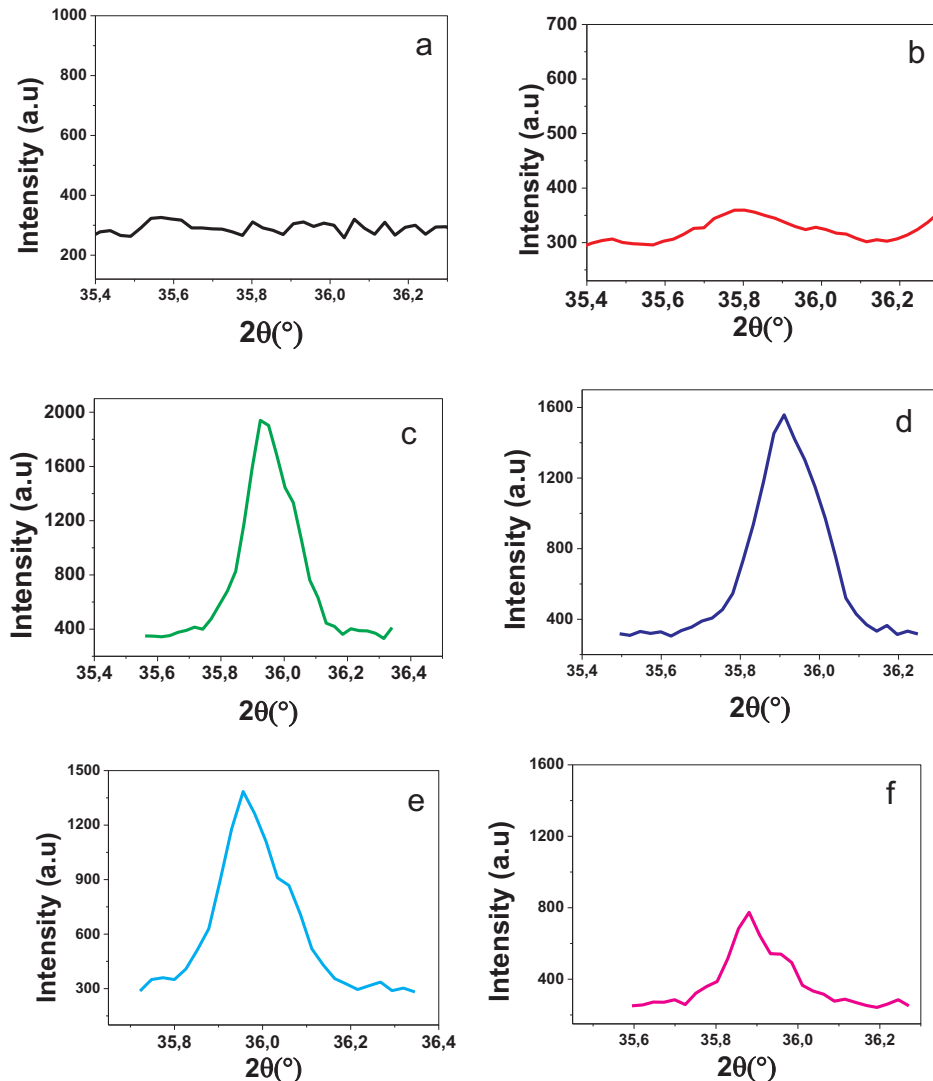 a
Intensity (a.u)
1000
800
600
400
200
35,4 35,6 35,8 36,0 36,2
2θ(°)
b
Intensity (a.u)
700
600
500
400
300
35,4 35,6 35,8 36,0 36,2
2θ(°)
c
Intensity (a.u)
2000
1600
1200
800
400
35,4 35,6 35,8 36,0 36,2 36,4
2θ(°)
d
Intensity (a.u)
1600
1200
800
400
35,4 35,6 35,8 36,0 36,2
2θ(°)
e
Intensity (a.u)
1500
1200
900
600
300
35,8 36,0 36,2 36,4
2θ(°)
f
Intensity (a.u)
1600
1200
800
400
35,6 35,8 36,0 36,2
2θ(°)